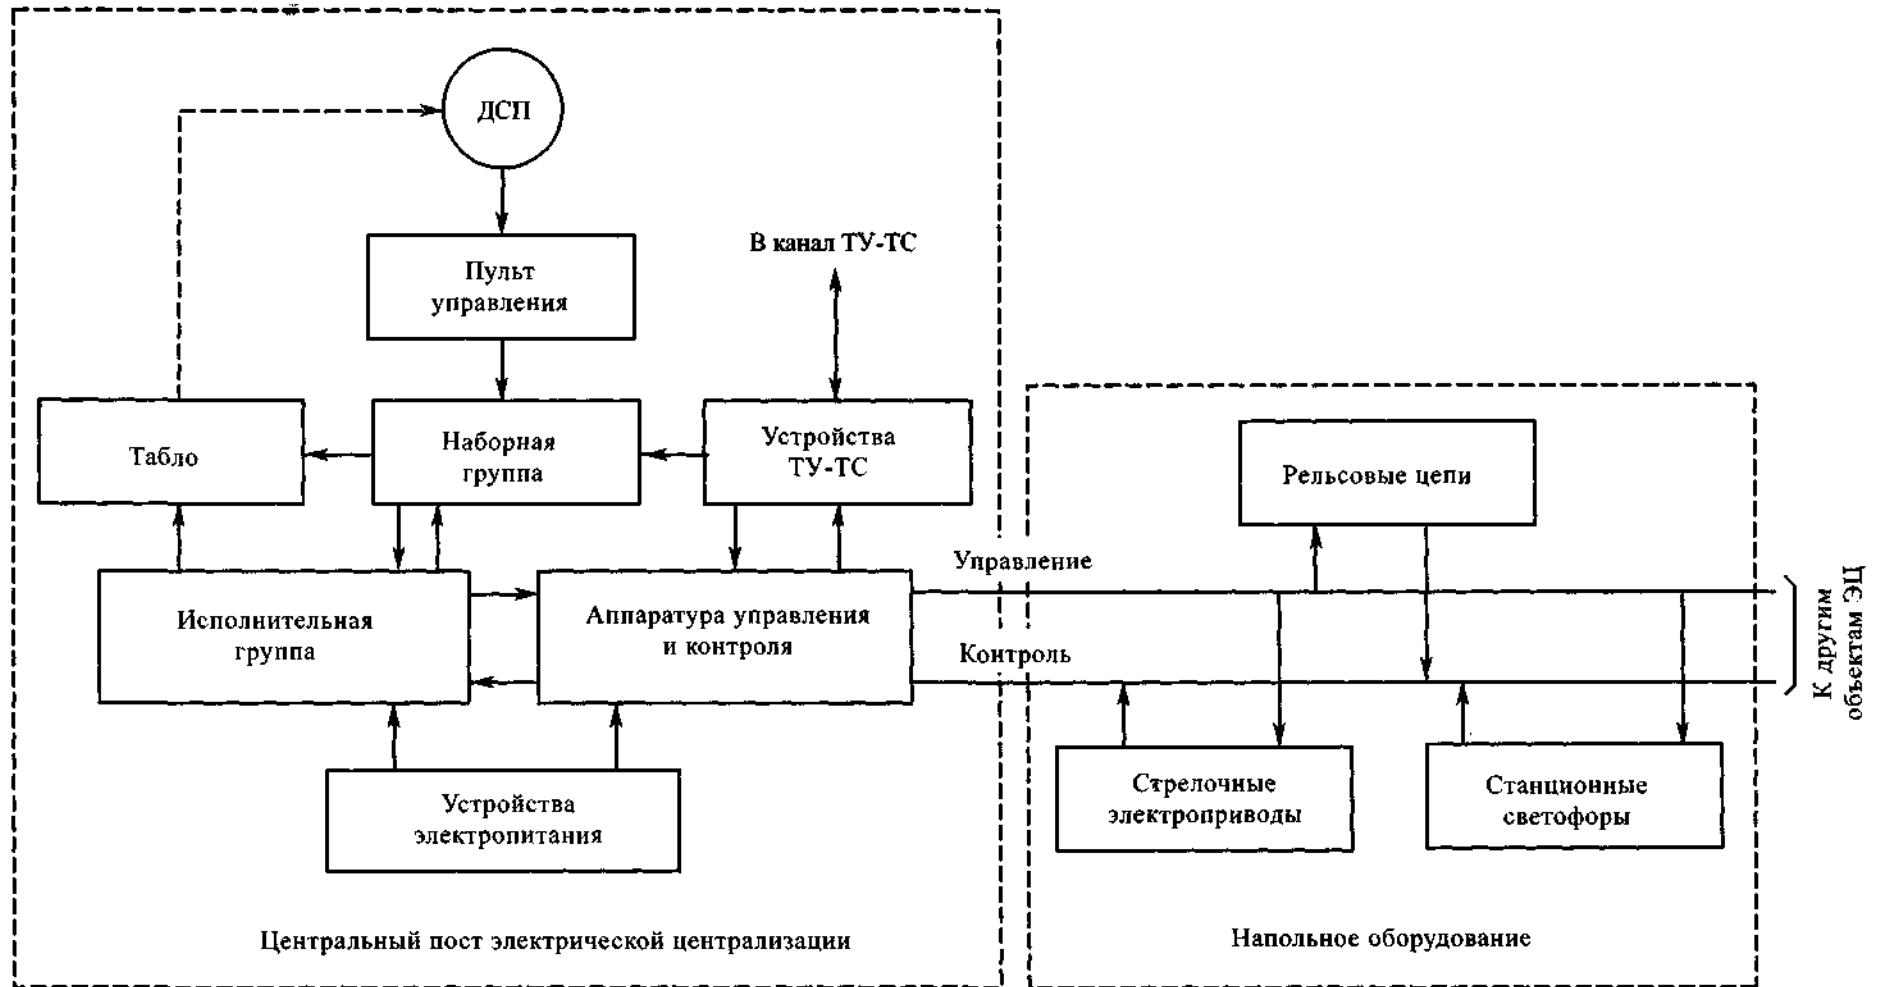 ДСП
Пульт
управления
В канал ТУ-ТС
Табло
Наборная
группа
Устройства
ТУ-ТС
Исполнительная
группа
Аппаратура управления
и контроля
Устройства
электропитания
Центральный пост электрической централизации
Управление
Контроль
Рельсовые цепи
Стрелочные
электроприводы
Станционные
светофоры
К другим
объектам ЭЦ
Напольное оборудование